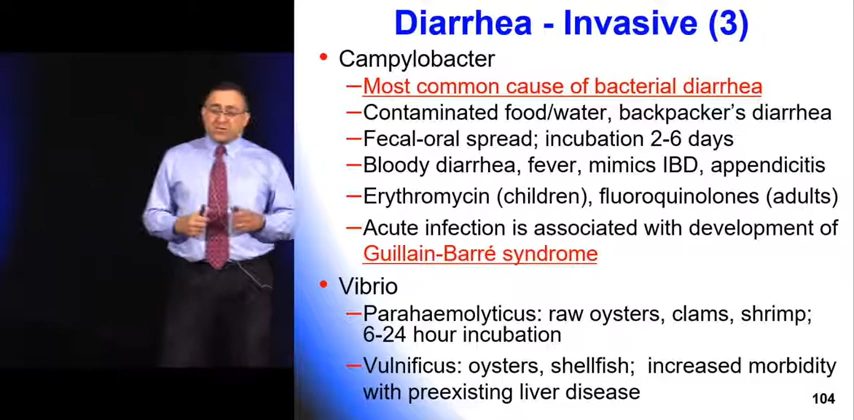 Diarrhea - Invasive (3)
• Campylobacter
–Most common cause of bacterial diarrhea
–Contaminated food/water, backpacker's diarrhea
–Fecal-oral spread; incubation 2-6 days
–Bloody diarrhea, fever, mimics IBD, appendicitis
–Erythromycin (children), fluoroquinolones (adults)
–Acute infection is associated with development of
Guillain-Barré syndrome
• Vibrio
–Parahaemolyticus: raw oysters, clams, shrimp;
6-24 hour incubation
–Vulnificus: oysters, shellfish; increased morbidity
with preexisting liver disease
104